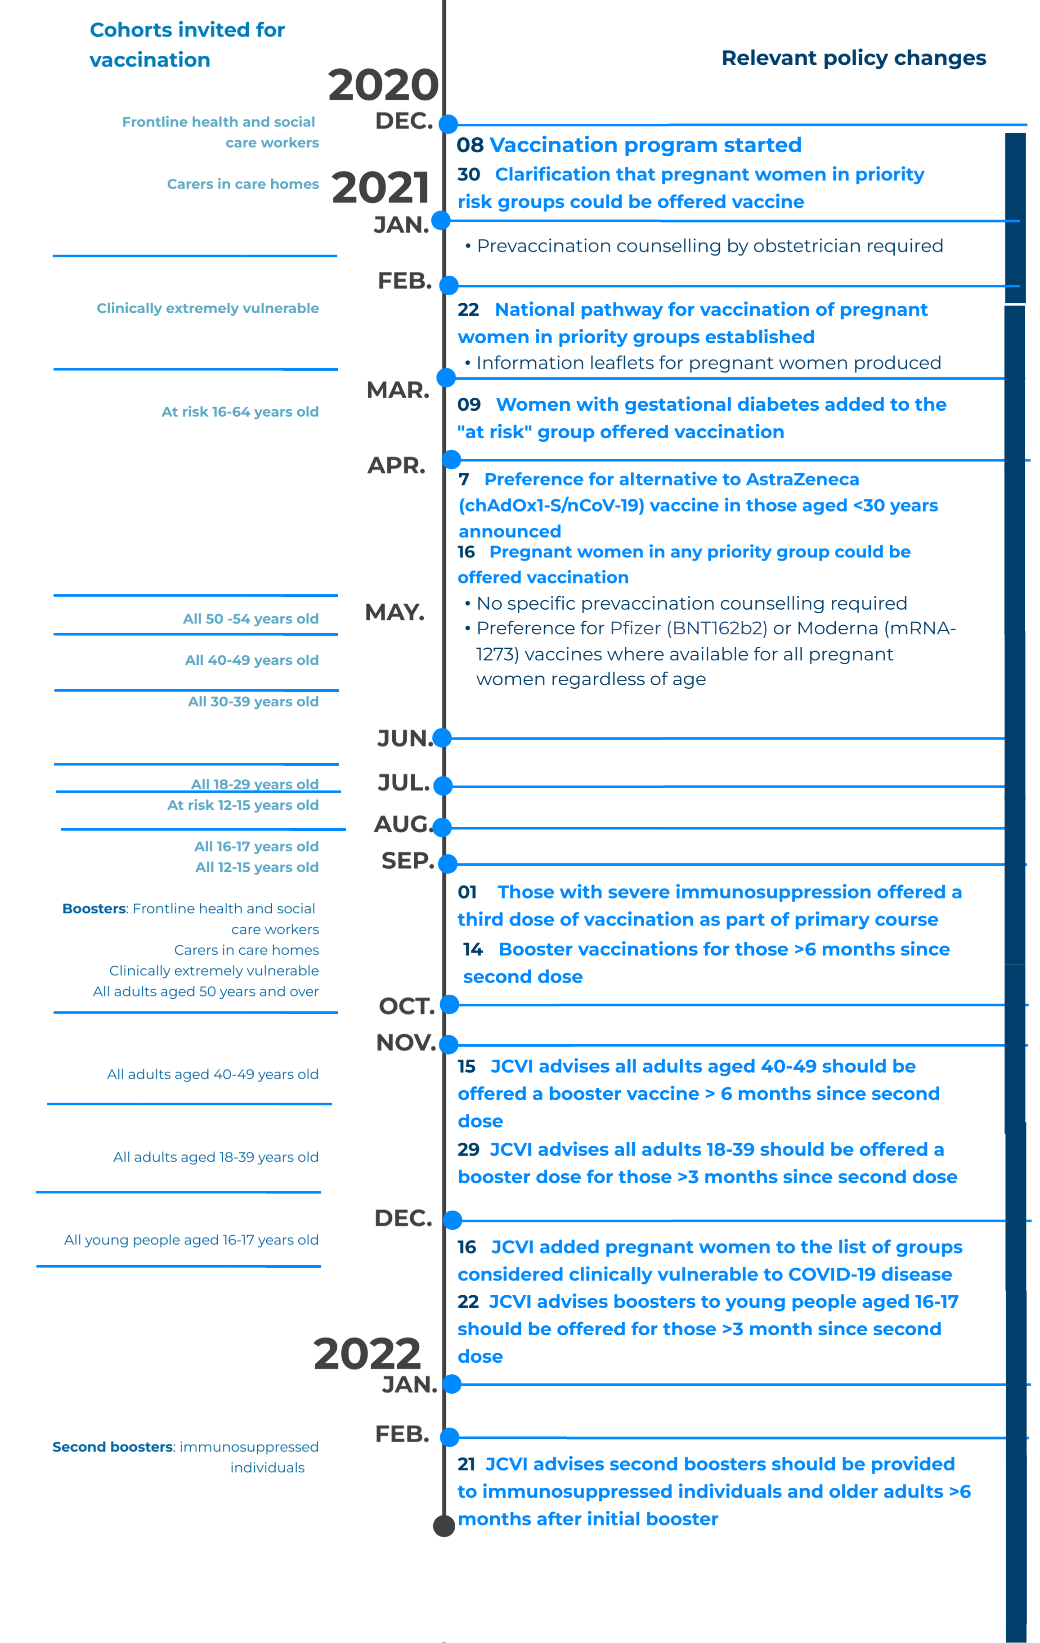 Cohorts invited for
vaccination
Relevant policy changes
2020
DEC.
Frontline health and social
care workers
08 Vaccination program started
30 Clarification that pregnant women in priority
risk groups could be offered vaccine
Carers in care homes
2021
JAN.
• Prevaccination counselling by obstetrician required
FEB.
Clinically extremely vulnerable
22 National pathway for vaccination of pregnant
women in priority groups established
• Information leaflets for pregnant women produced
MAR.
At risk 16-64 years old
09 Women with gestational diabetes added to the
"at risk" group offered vaccination
APR.
7 Preference for alternative to AstraZeneca
(chAdOx1-S/nCoV-19) vaccine in those aged <30 years
announced
16 Pregnant women in any priority group could be
offered vaccination
• No specific prevaccination counselling required
• Preference for Pfizer (BNT162b2) or Moderna (mRNA-
1273) vaccines where available for all pregnant
women regardless of age
MAY.
All 50 -54 years old
All 40-49 years old
All 30-39 years old
JUN.
All 18-29 years old
JUL.
At risk 12-15 years old
AUG.
All 16-17 years old
All 12-15 years old
SEP.
01 Those with severe immunosuppression offered a
third dose of vaccination as part of primary course
14 Booster vaccinations for those >6 months since
second dose
Boosters: Frontline health and social
care workers
Carers in care homes
Clinically extremely vulnerable
All adults aged 50 years and over
OCT.
NOV.
15 JCVI advises all adults aged 40-49 should be
offered a booster vaccine > 6 months since second
dose
All adults aged 40-49 years old
29 JCVI advises all adults 18-39 should be offered a
booster dose for those >3 months since second dose
All adults aged 18-39 years old
DEC.
All young people aged 16-17 years old
16 JCVI added pregnant women to the list of groups
considered clinically vulnerable to COVID-19 disease
22 JCVI advises boosters to young people aged 16-17
should be offered for those >3 month since second
dose
2022
JAN.
FEB.
Second boosters: immunosuppressed
individuals
21 JCVI advises second boosters should be provided
to immunosuppressed individuals and older adults >6
months after initial booster